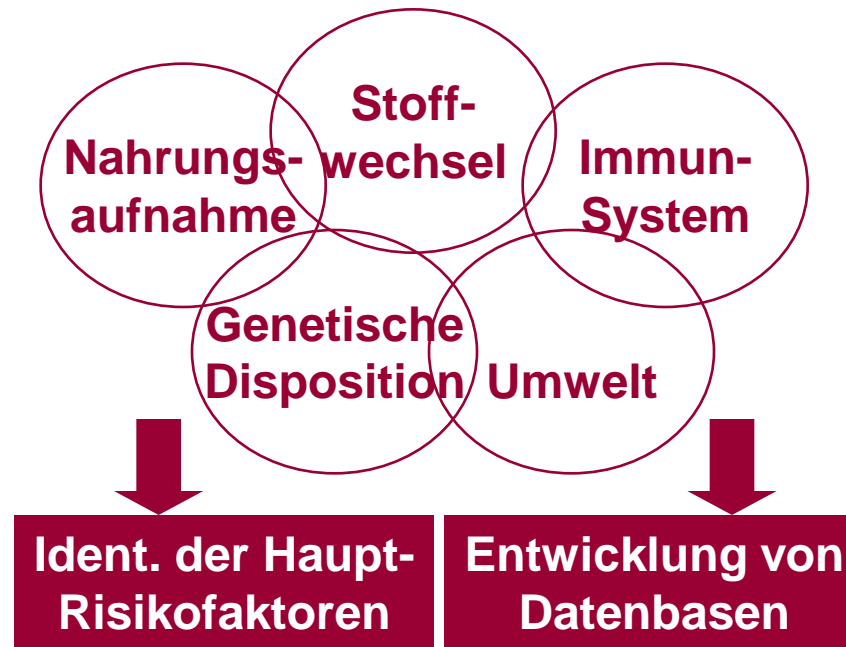 Stoff-
wechsel
Nahrungs-
aufnahme
Immun-
System
Genetische
Disposition
Umwelt
Ident. der Haupt-
Risikofaktoren
Entwicklung von
Datenbasen